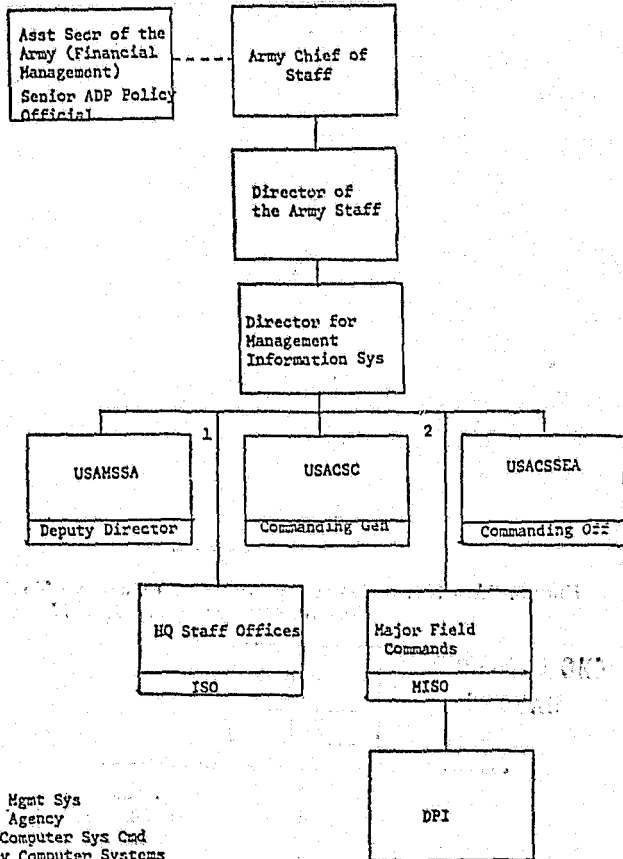 Asst Secr of the
Army (Financial
Management)
Senior ADP Policy
Official
Army Chief of
Staff
Director of
the Army Staff
Director for
Management
Information Sys
1
2
USAMSSA
Deputy Director
USACSC
Commanding Gen
USACSSEA
Commanding Off
HQ Staff Offices
ISO
Major Field
Commands
MISO
DPI
Mgmt Sys
Agency
Computer Sys Cmd
Computer Systems